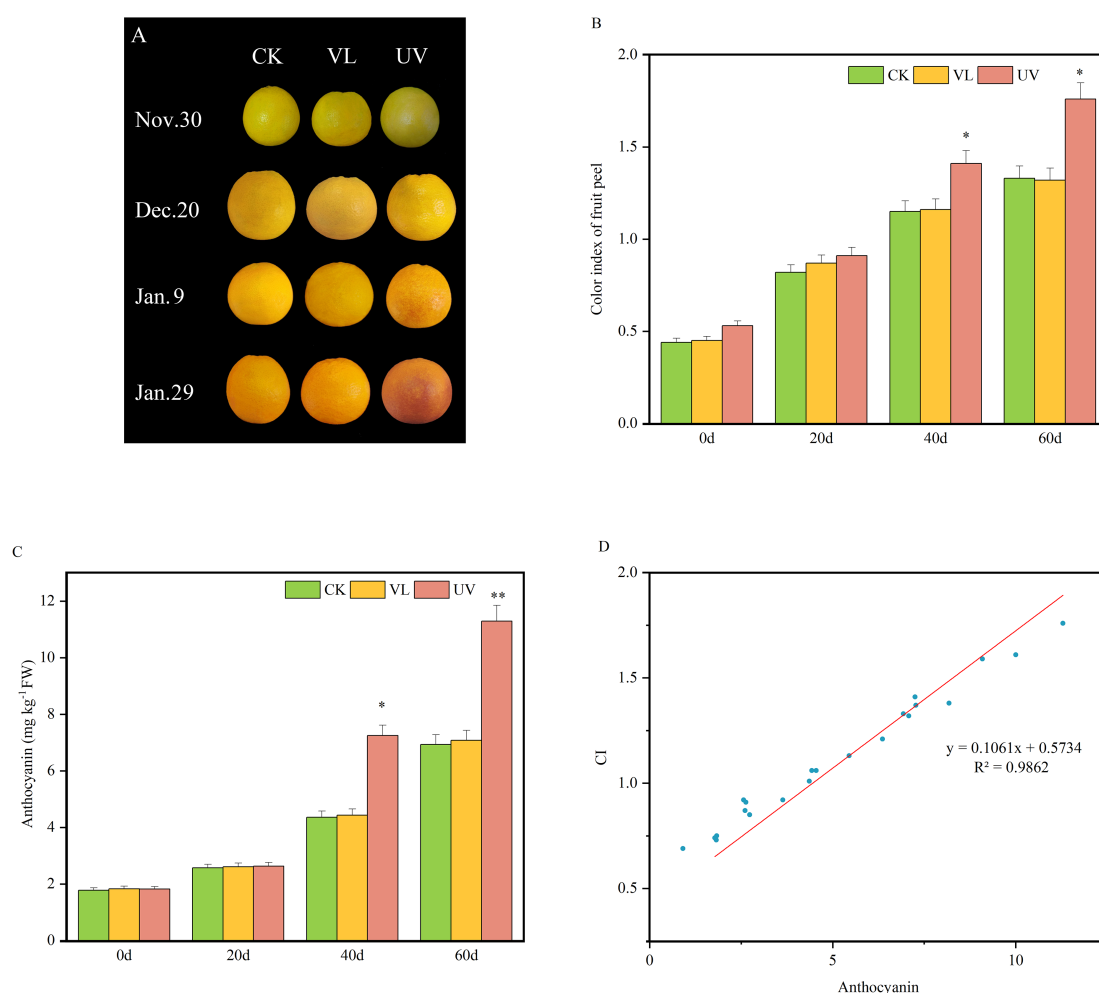 A
CK VL UV
Nov.30
Dec.20
Jan.9
Jan.29
B
Color index of fruit peel
2.0
1.5
1.0
0.5
0.0
CK VL UV
*
*
0d 20d 40d 60d
C
Anthocyanin (mg kg⁻¹ FW)
12
10
8
6
4
2
0
CK VL UV
*
**
0d 20d 40d 60d
D
CI
2.0
1.5
1.0
0.5
y = 0.1061x + 0.5734
R² = 0.9862
0 5 10
Anthocyanin